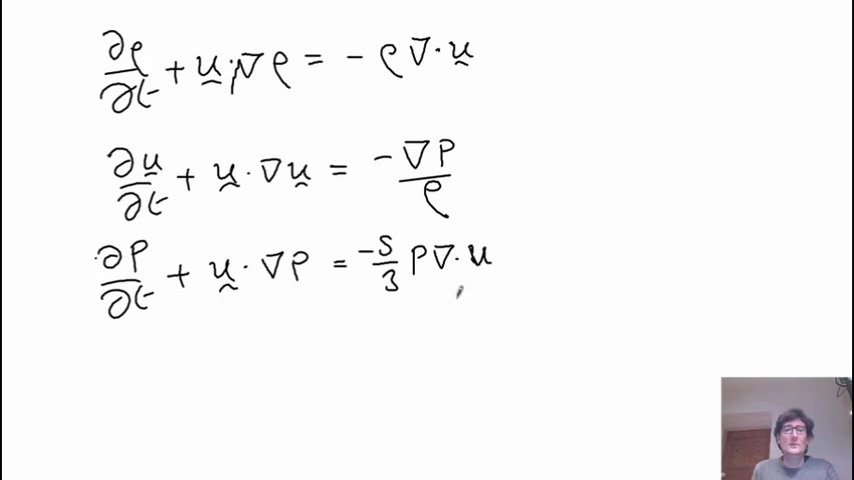 ∂ρ/∂t + u̲ · ∇ρ = - ρ∇ · u̲
∂u̲/∂t + u̲ · ∇u̲ = -∇P/ρ
∂P/∂t + u̲ · ∇P = -5/3 P∇ · u